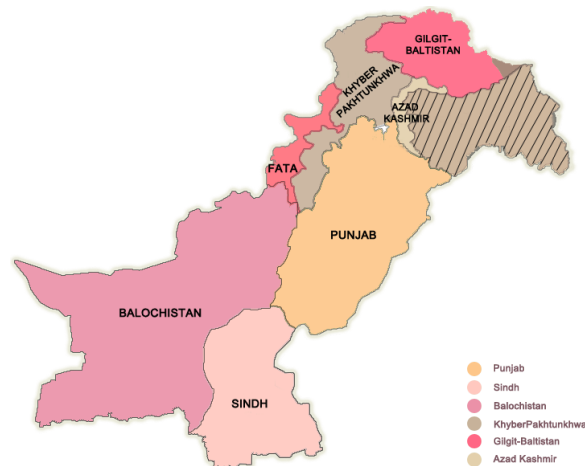 GILGIT-
BALTISTAN
KHYBER
PAKHTUNKHWA
AZAD
KASHMIR
FATA
PUNJAB
BALOCHISTAN
SINDH
Punjab
Sindh
Balochistan
KhyberPakhtunkhwa
Gilgit-Baltistan
Azad Kashmir